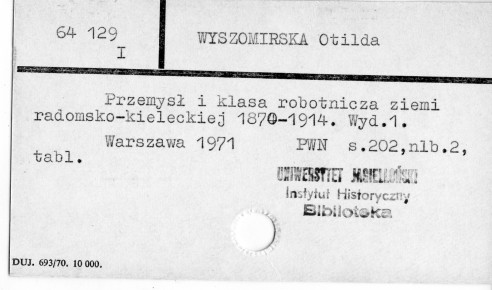 64 129
I
WYSZOMIRSKA Otilda
Przemysł i klasa robotnicza ziemi
radomsko-kieleckiej 1870-1914. Wyd.1.
Warszawa 1971 PWN s.202,nlb.2,
tabl.
UNIWERSYTET JAGIELLOŃSKI
Instytut Historyczny
Biblioteka
DUJ. 693/70. 10 000.